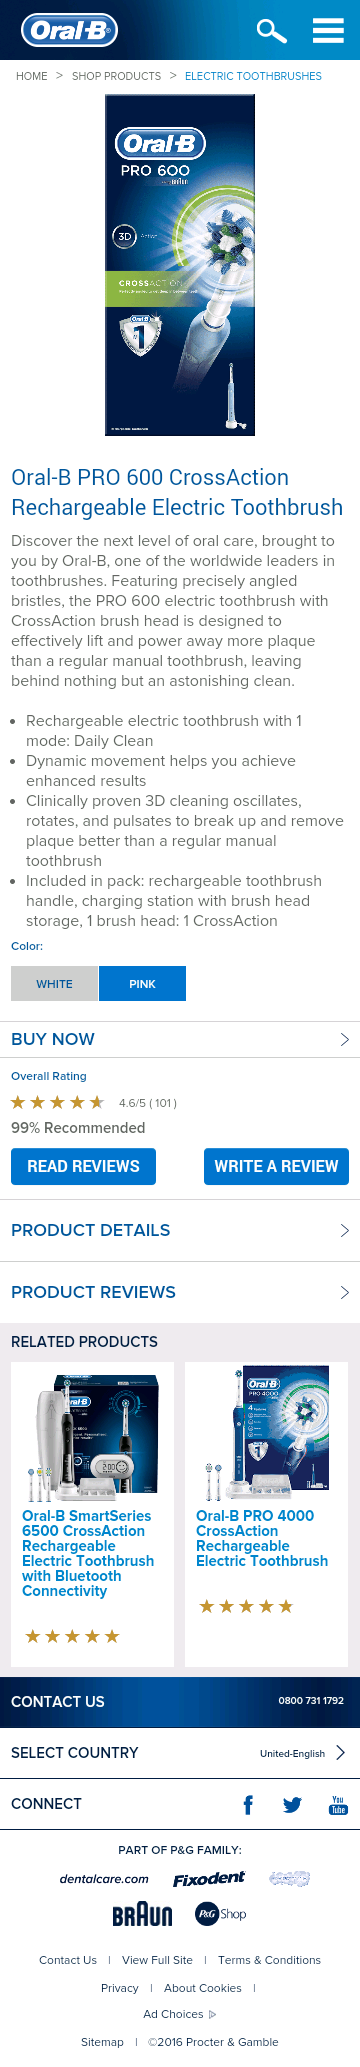 Oral-B
HOME > SHOP PRODUCTS > ELECTRIC TOOTHBRUSHES
Oral-B
PRO 600
BRAUN
3D Action
CROSSACTION
#1
Oral-B PRO 600 CrossAction
Rechargeable Electric Toothbrush
Discover the next level of oral care, brought to
you by Oral-B, one of the worldwide leaders in
toothbrushes. Featuring precisely angled
bristles, the PRO 600 electric toothbrush with
CrossAction brush head is designed to
effectively lift and power away more plaque
than a regular manual toothbrush, leaving
behind nothing but an astonishing clean.
• Rechargeable electric toothbrush with 1
mode: Daily Clean
• Dynamic movement helps you achieve
enhanced results
• Clinically proven 3D cleaning oscillates,
rotates, and pulsates to break up and remove
plaque better than a regular manual
toothbrush
• Included in pack: rechargeable toothbrush
handle, charging station with brush head
storage, 1 brush head: 1 CrossAction
Color:
WHITE PINK
BUY NOW
Overall Rating
4.6/5 ( 101 )
99% Recommended
READ REVIEWS WRITE A REVIEW
PRODUCT DETAILS
PRODUCT REVIEWS
RELATED PRODUCTS
Oral-B
Oral-B
PRO 4000
Oral-B SmartSeries
6500 CrossAction
Rechargeable
Electric Toothbrush
with Bluetooth
Connectivity
Oral-B PRO 4000
CrossAction
Rechargeable
Electric Toothbrush
CONTACT US 0800 731 1792
SELECT COUNTRY United-English
CONNECT You Tube
PART OF P&G FAMILY:
dentalcare.com Fixodent
BRAUN P&G Shop
Contact Us | View Full Site | Terms & Conditions
Privacy | About Cookies |
Ad Choices
Sitemap | ©2016 Procter & Gamble